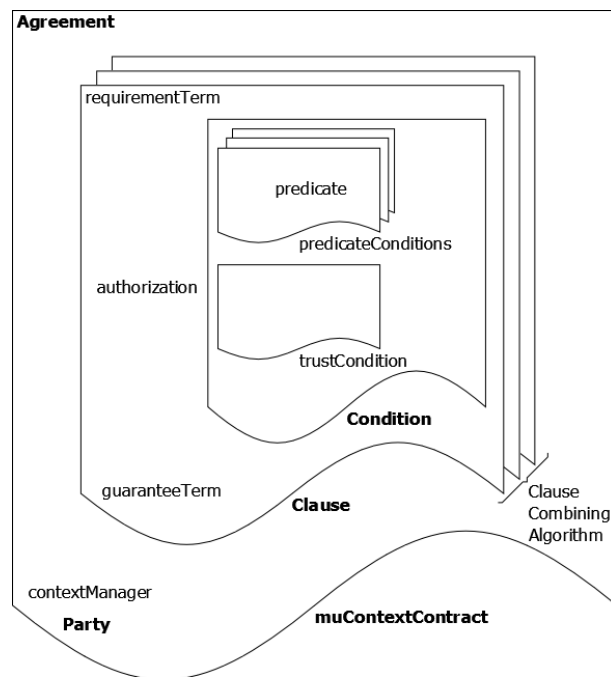 Agreement
requirementTerm
predicate
predicateConditions
authorization
trustCondition
Condition
guaranteeTerm
Clause
Clause
Combining
Algorithm
contextManager
Party
muContextContract